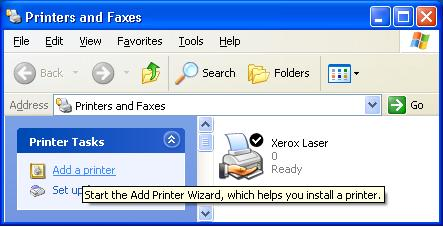 Printers and Faxes
File Edit View Favorites Tools Help
Back Search Folders
Address Printers and Faxes Go
Printer Tasks
Add a printer
Set up
Start the Add Printer Wizard, which helps you install a printer.
Xerox Laser
0
Ready